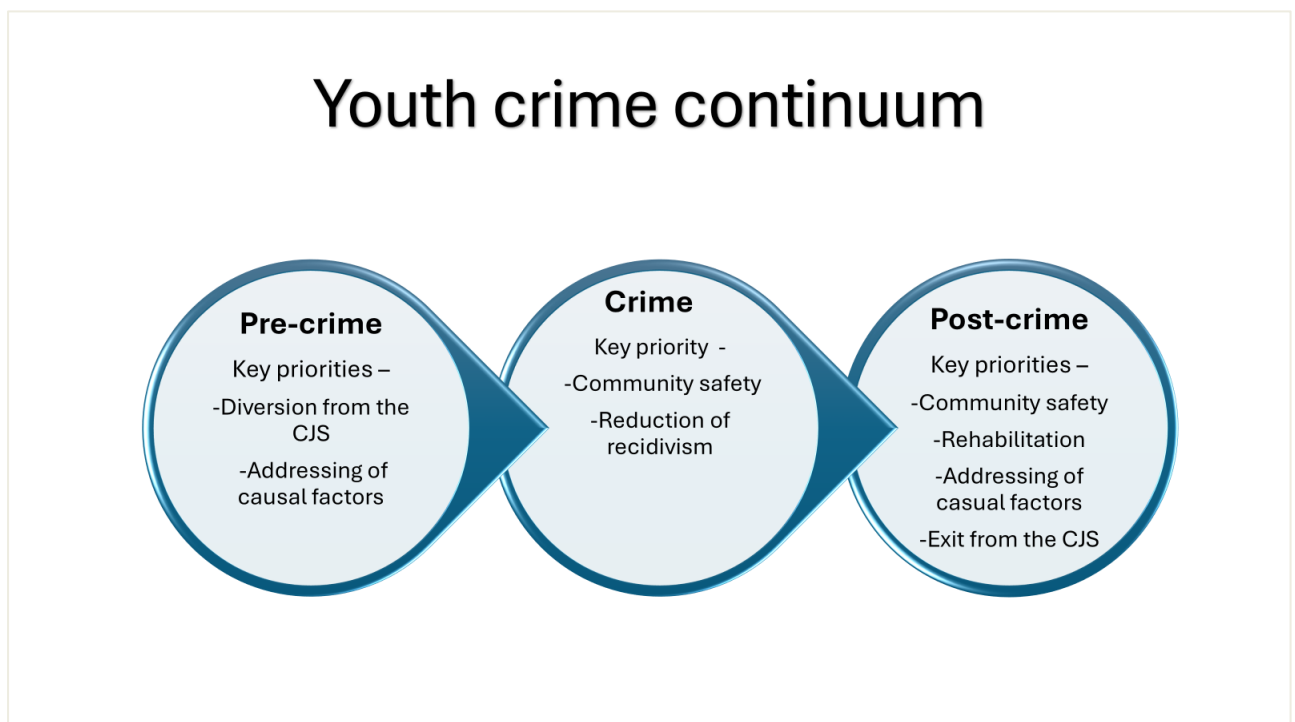 Youth crime continuum
Pre-crime
Key priorities –
-Diversion from the
CJS
-Addressing of
causal factors
Crime
Key priority  -
-Community safety
-Reduction of
recidivism
Post-crime
Key priorities –
-Community safety
-Rehabilitation
-Addressing of
casual factors
-Exit from the CJS